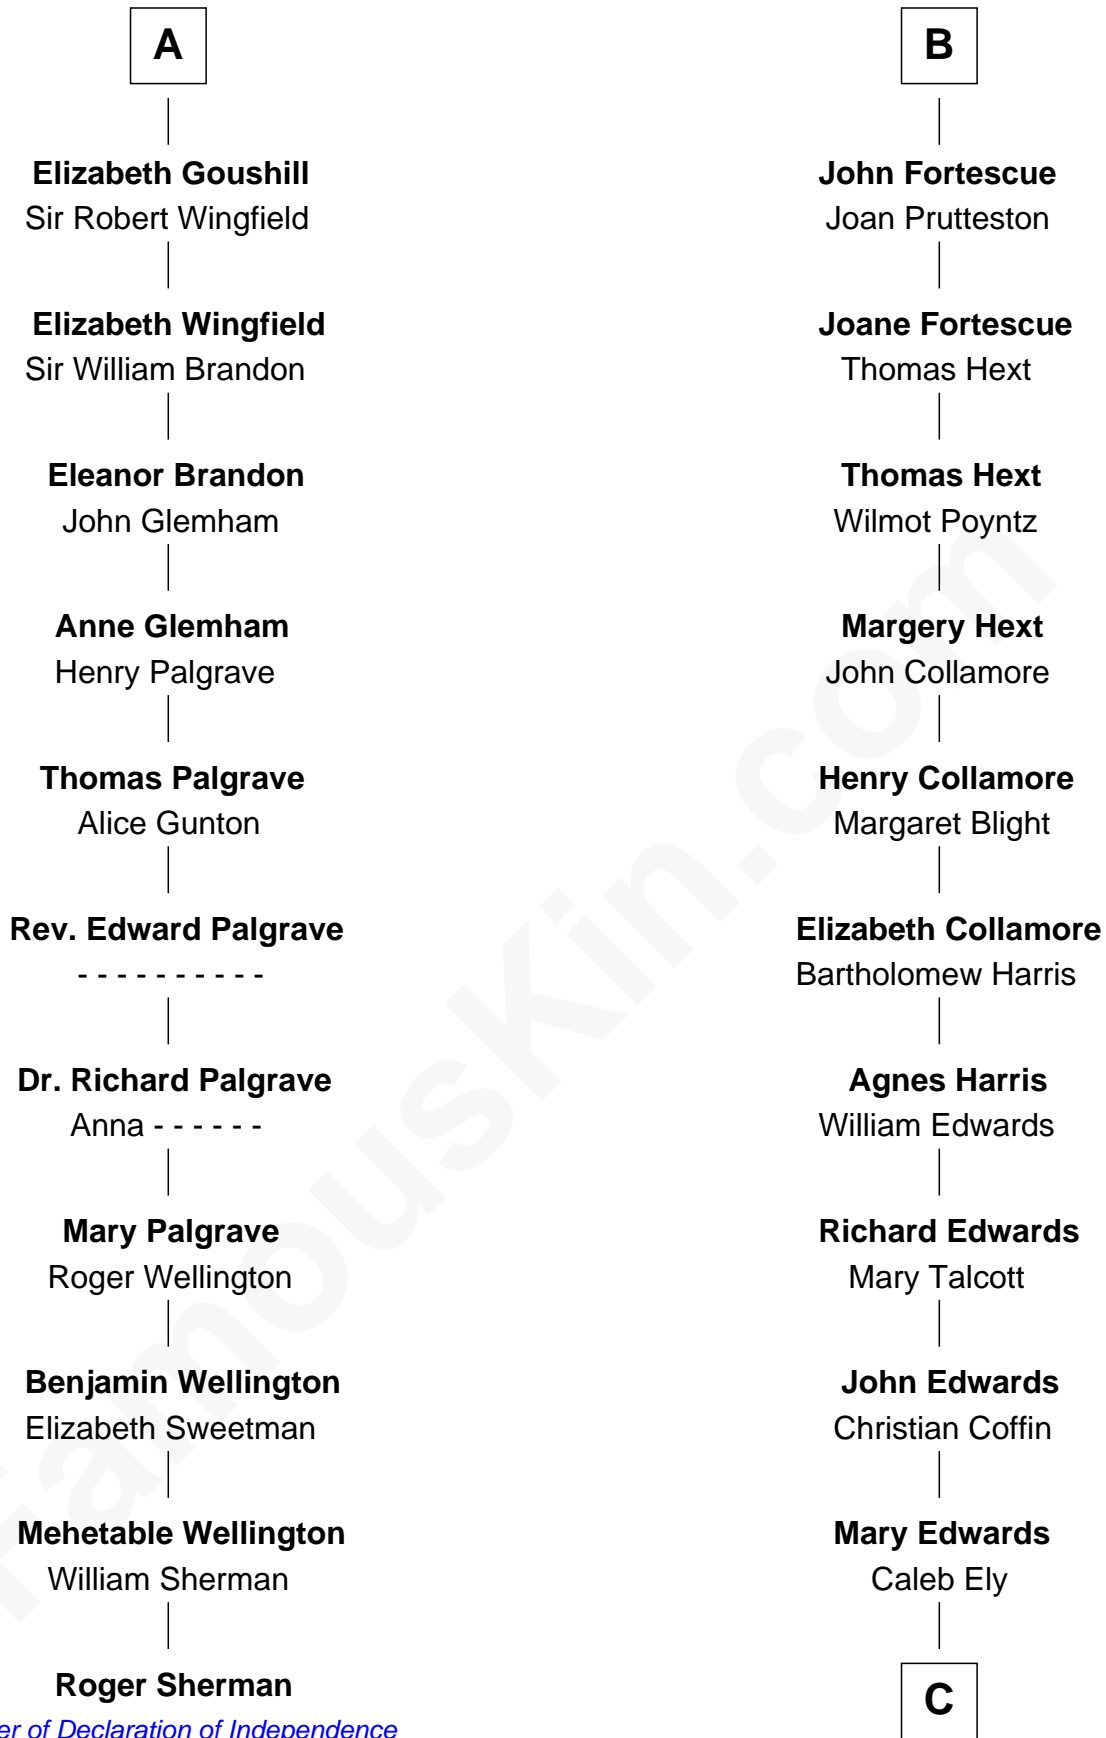 A
Elizabeth Goushill
Sir Robert Wingfield
Elizabeth Wingfield
Sir William Brandon
Eleanor Brandon
John Glemham
Anne Glemham
Henry Palgrave
Thomas Palgrave
Alice Gunton
Rev. Edward Palgrave
- - - - - - - - - -
Dr. Richard Palgrave
Anna - - - - - -
Mary Palgrave
Roger Wellington
Benjamin Wellington
Elizabeth Sweetman
Mehetable Wellington
William Sherman
Roger Sherman
er of Declaration of Independence
B
John Fortescue
Joan Prutteston
Joane Fortescue
Thomas Hext
Thomas Hext
Wilmot Poyntz
Margery Hext
John Collamore
Henry Collamore
Margaret Blight
Elizabeth Collamore
Bartholomew Harris
Agnes Harris
William Edwards
Richard Edwards
Mary Talcott
John Edwards
Christian Coffin
Mary Edwards
Caleb Ely
C
FamousKin.com